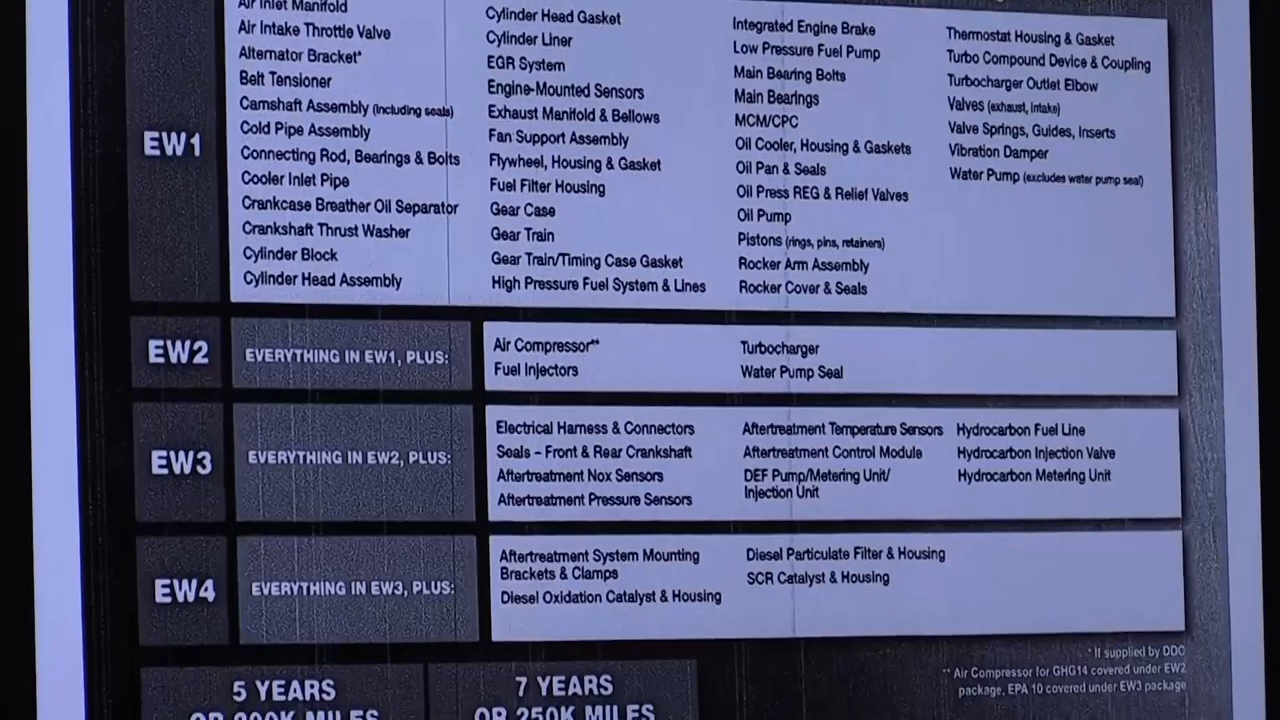 Air Inlet Manifold
Air Intake Throttle Valve
Alternator Bracket*
Belt Tensioner
Camshaft Assembly (including seals)
Cold Pipe Assembly
Connecting Rod, Bearings & Bolts
Cooler Inlet Pipe
Crankcase Breather Oil Separator
Crankshaft Thrust Washer
Cylinder Block
Cylinder Head Assembly
Cylinder Head Gasket
Cylinder Liner
EGR System
Engine-Mounted Sensors
Exhaust Manifold & Bellows
Fan Support Assembly
Flywheel, Housing & Gasket
Fuel Filter Housing
Gear Case
Gear Train
Gear Train/Timing Case Gasket
High Pressure Fuel System & Lines
Integrated Engine Brake
Low Pressure Fuel Pump
Main Bearing Bolts
Main Bearings
MCM/CPC
Oil Cooler, Housing & Gaskets
Oil Pan & Seals
Oil Press REG & Relief Valves
Oil Pump
Pistons (rings, pins, retainers)
Rocker Arm Assembly
Rocker Cover & Seals
Thermostat Housing & Gasket
Turbo Compound Device & Coupling
Turbocharger Outlet Elbow
Valves (exhaust, intake)
Valve Springs, Guides, Inserts
Vibration Damper
Water Pump (excludes water pump seal)
EW1
EW2
EVERYTHING IN EW1, PLUS:
Air Compressor**
Fuel Injectors
Turbocharger
Water Pump Seal
EW3
EVERYTHING IN EW2, PLUS:
Electrical Harness & Connectors
Seals – Front & Rear Crankshaft
Aftertreatment Nox Sensors
Aftertreatment Pressure Sensors
Aftertreatment Temperature Sensors
Aftertreatment Control Module
DEF Pump/Metering Unit/
Injection Unit
Hydrocarbon Fuel Line
Hydrocarbon Injection Valve
Hydrocarbon Metering Unit
EW4
EVERYTHING IN EW3, PLUS:
Aftertreatment System Mounting
Brackets & Clamps
Diesel Oxidation Catalyst & Housing
Diesel Particulate Filter & Housing
SCR Catalyst & Housing
* If supplied by DDC
** Air Compressor for GHG14 covered under EW2
package, EPA 10 covered under EW3 package
5 YEARS
OR 200K MILES
7 YEARS
OR 250K MILES